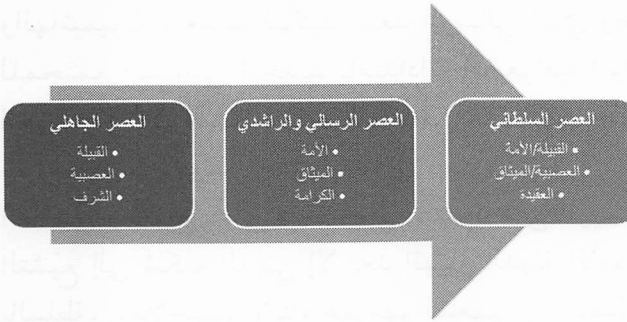 العصر الجاهلي
• القبيلة
• العصبية
• الشرف
العصر الرسالي والراشدي
• الأمة
• الميثاق
• الكرامة
العصر السلطاني
• القبيلة/الأمة
• العصبية/الميثاق
• العقيدة